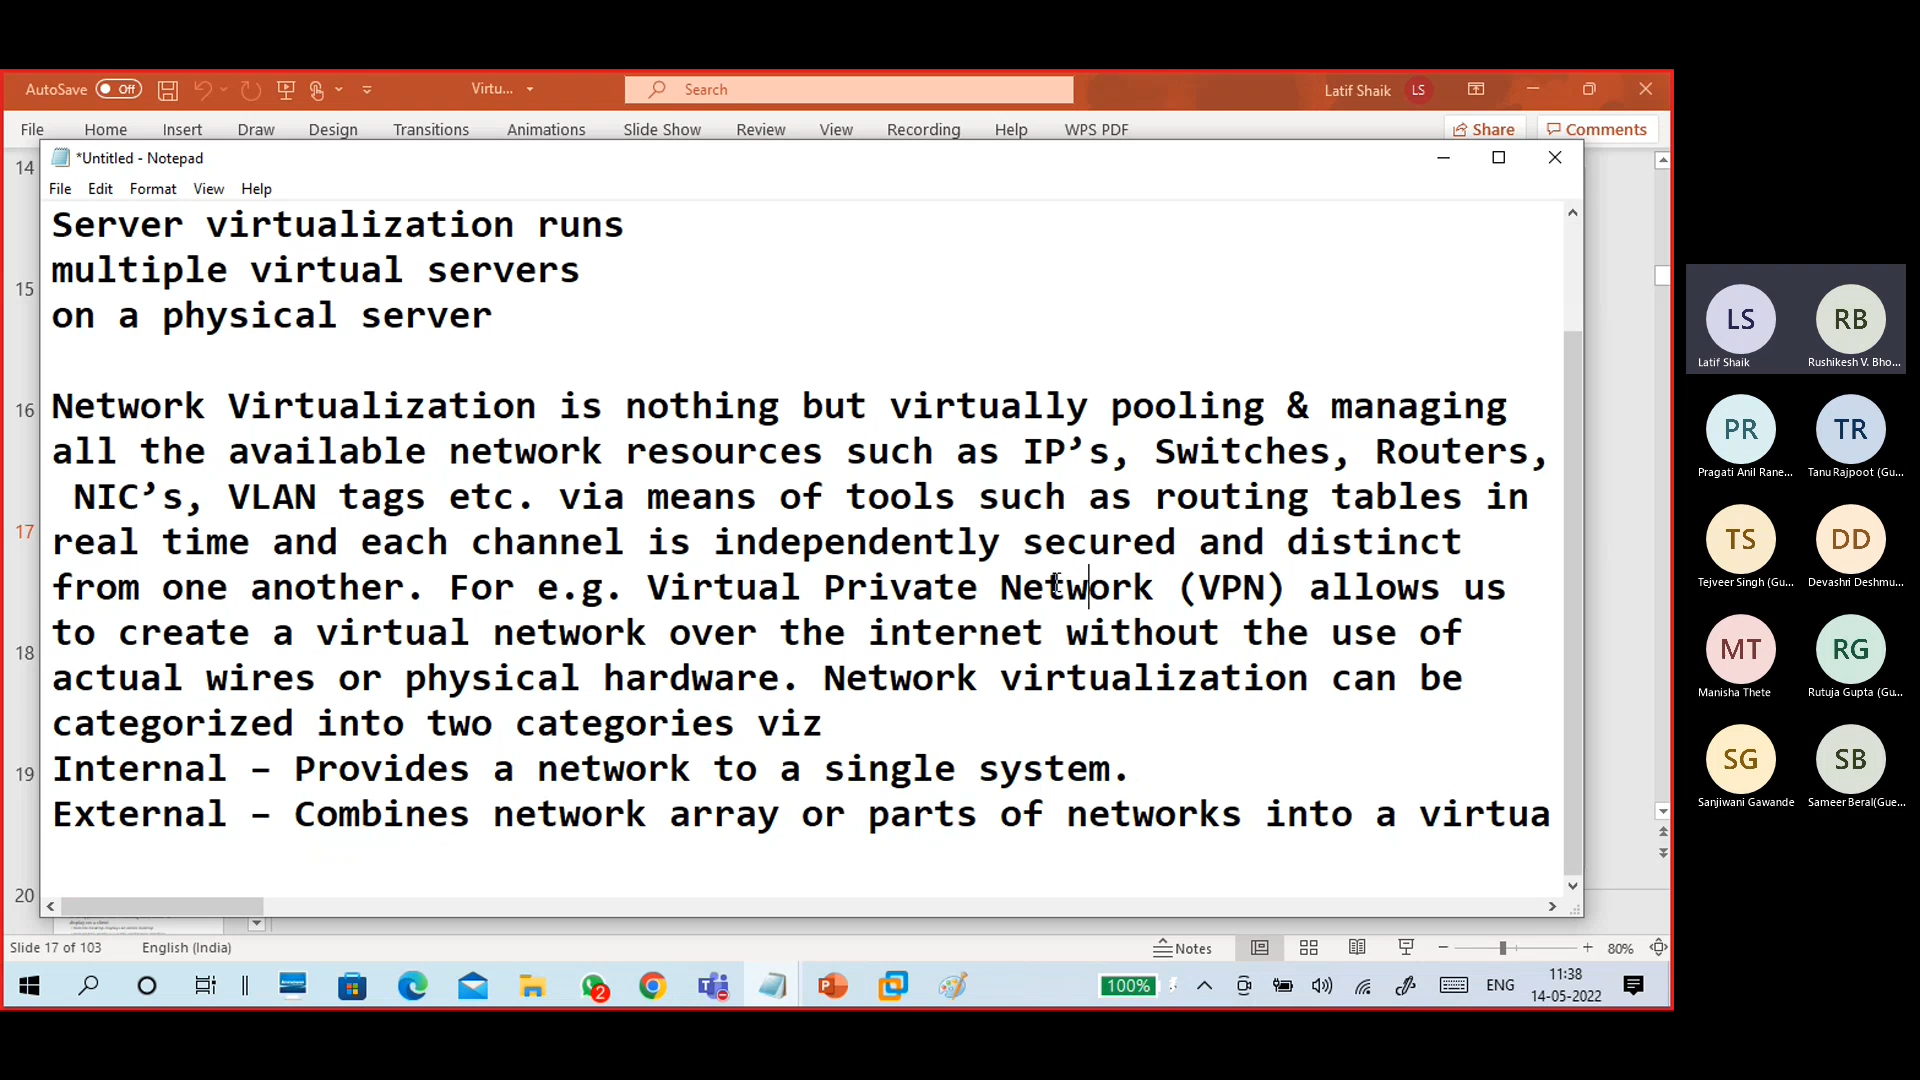 AutoSave Off Virtu... Search Latif Shaik LS
File Home Insert Draw Design Transitions Animations Slide Show Review View Recording Help WPS PDF Share Comments
*Untitled - Notepad
File Edit Format View Help
Server virtualization runs
multiple virtual servers
on a physical server
Network Virtualization is nothing but virtually pooling & managing
all the available network resources such as IP’s, Switches, Routers,
NIC’s, VLAN tags etc. via means of tools such as routing tables in
real time and each channel is independently secured and distinct
from one another. For e.g. Virtual Private Network (VPN) allows us
to create a virtual network over the internet without the use of
actual wires or physical hardware. Network virtualization can be
categorized into two categories viz
Internal – Provides a network to a single system.
External – Combines network array or parts of networks into a virtua
14
15
16
17
18
19
20
Slide 17 of 103 English (India) Notes 80%
2 100% ENG 11:38
14-05-2022
LS RB
Latif Shaik Rushikesh V. Bho...
PR TR
Pragati Anil Rane... Tanu Rajpoot (Gu...
TS DD
Tejveer Singh (Gu... Devashri Deshmu...
MT RG
Manisha Thete Rutuja Gupta (Gu...
SG SB
Sanjiwani Gawande Sameer Beral(Gue...